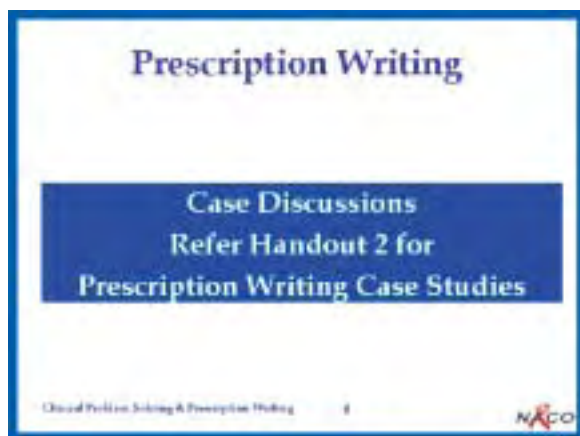 Prescription Writing
Case Discussions
Refer Handout 2 for
Prescription Writing Case Studies
Clinical Problem Solving & Prescription Writing
NACO